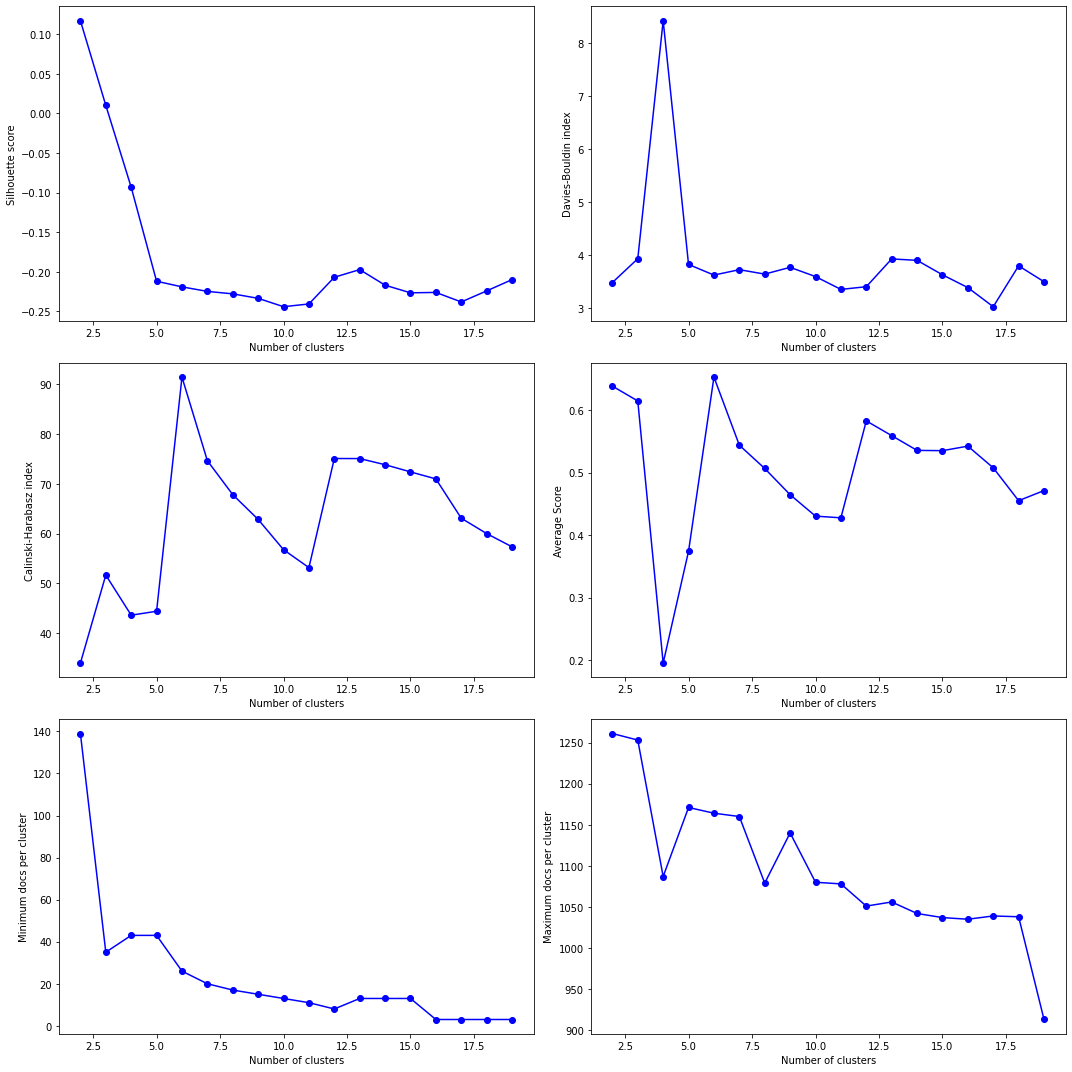 Silhouette score
0.10
0.05
0.00
−0.05
−0.10
−0.15
−0.20
−0.25
2.5 5.0 7.5 10.0 12.5 15.0 17.5
Number of clusters
Davies-Bouldin index
8
7
6
5
4
3
2.5 5.0 7.5 10.0 12.5 15.0 17.5
Number of clusters
Calinski-Harabasz index
90
80
70
60
50
40
2.5 5.0 7.5 10.0 12.5 15.0 17.5
Number of clusters
Average Score
0.6
0.5
0.4
0.3
0.2
2.5 5.0 7.5 10.0 12.5 15.0 17.5
Number of clusters
Minimum docs per cluster
140
120
100
80
60
40
20
0
2.5 5.0 7.5 10.0 12.5 15.0 17.5
Number of clusters
Maximum docs per cluster
1250
1200
1150
1100
1050
1000
950
900
2.5 5.0 7.5 10.0 12.5 15.0 17.5
Number of clusters